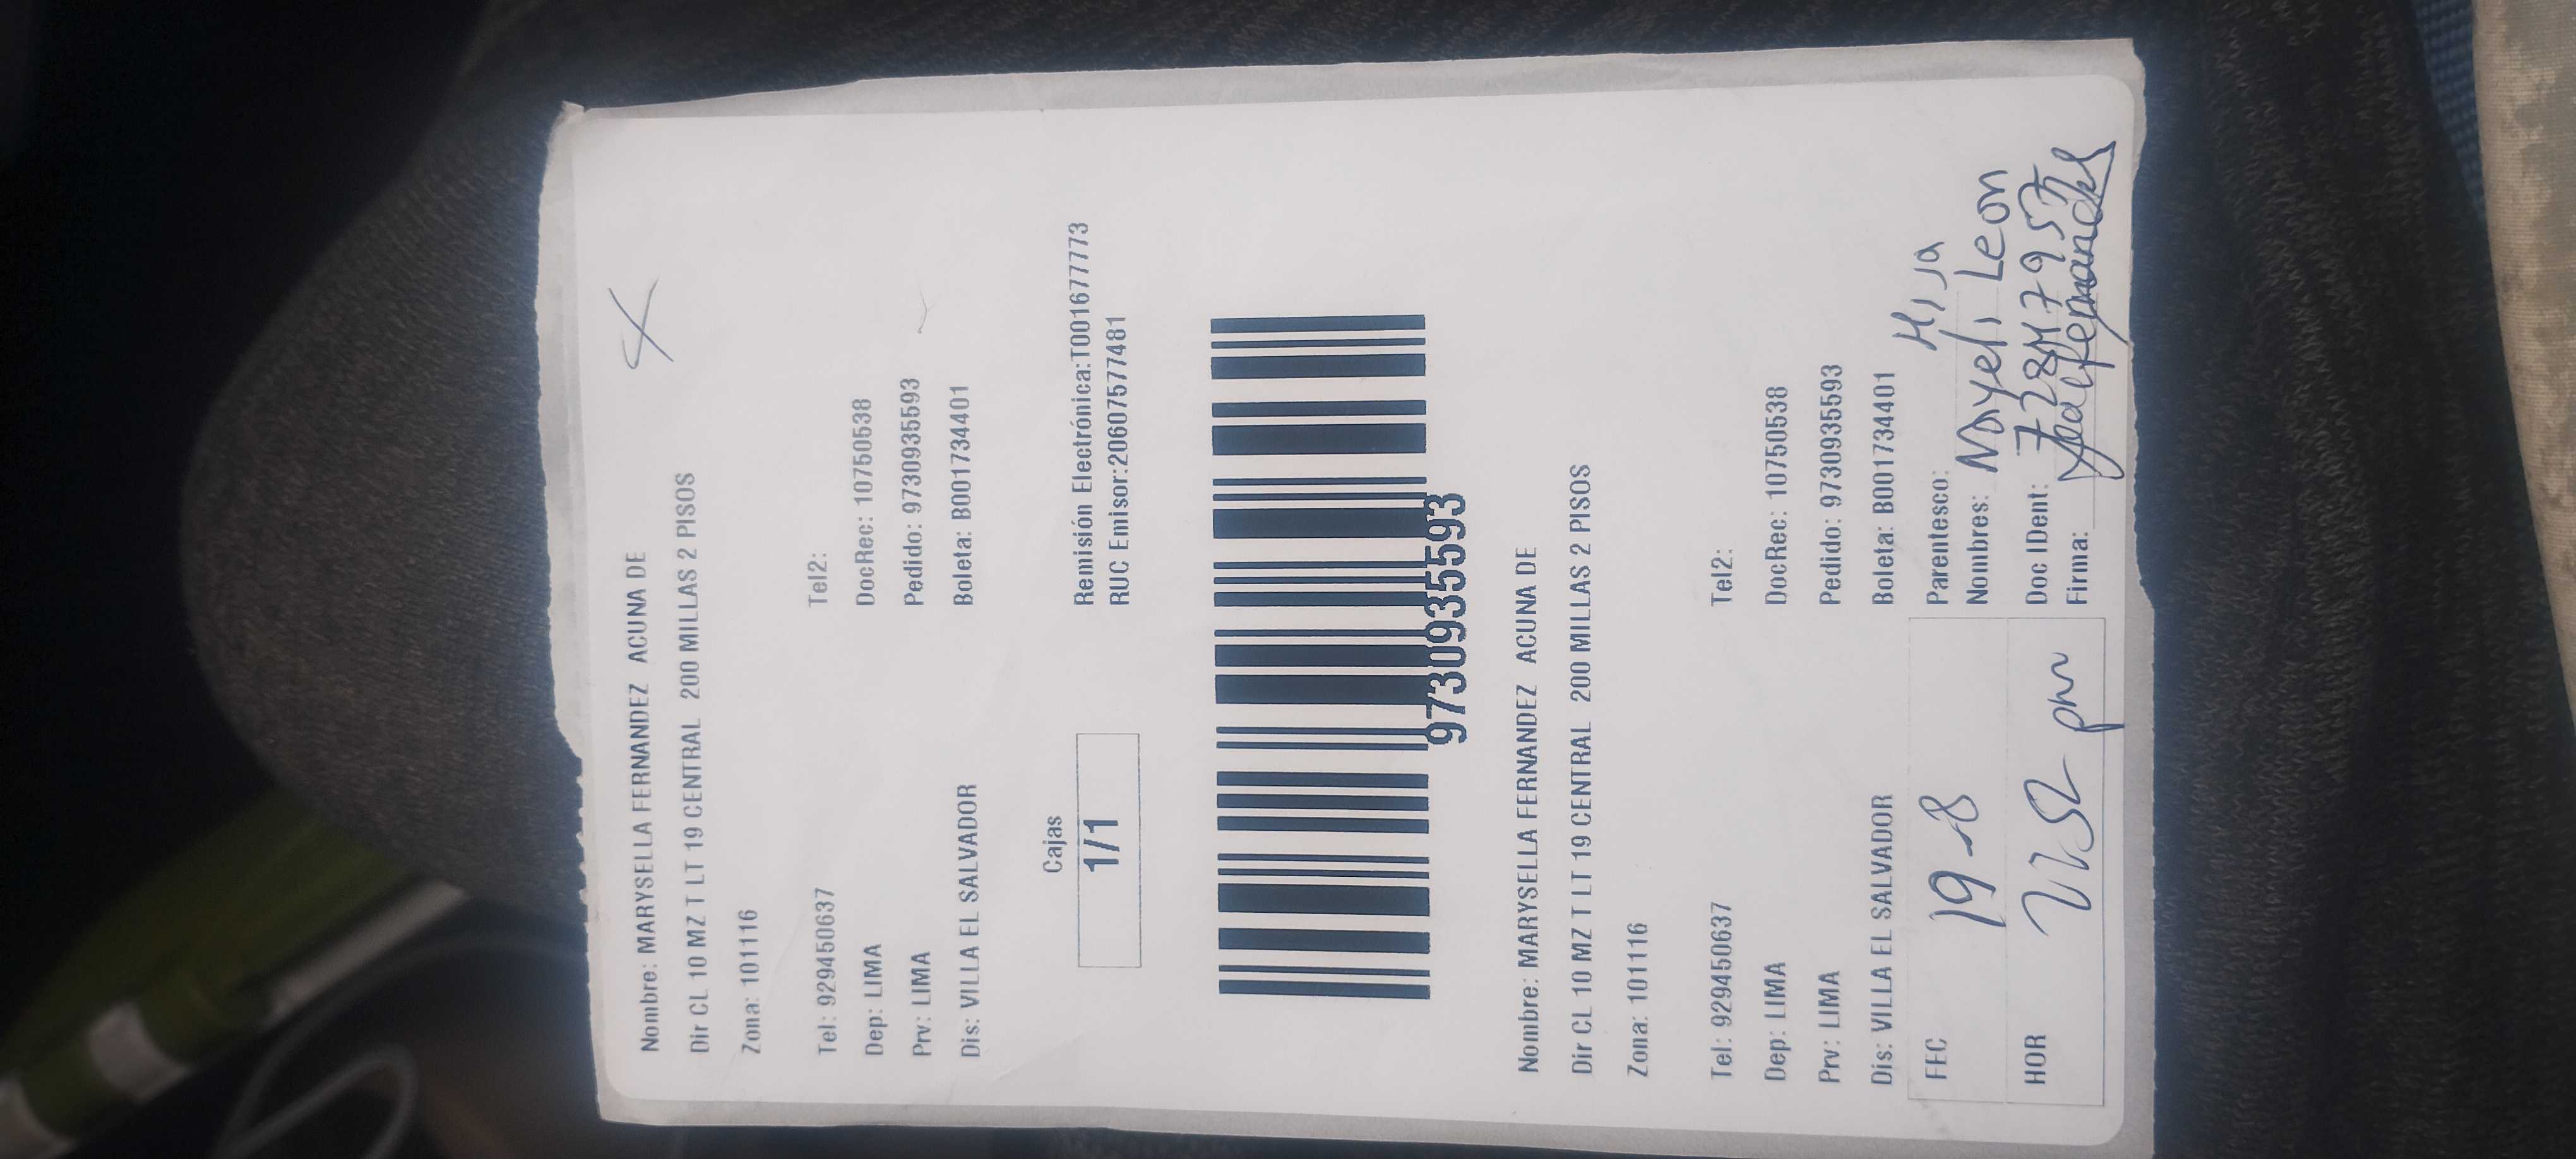 Nombre: MARYSELLA FERNANDEZ ACUNA DE
Dir CL 10 MZ T LT 19 CENTRAL 200 MILLAS 2 PISOS
Zona: 101116
Tel: 929450637 Tel2:
Dep: LIMA DocRec: 10750538
Prv: LIMA Pedido: 9730935593
Dis: VILLA EL SALVADOR Boleta: B001734401
Cajas
1/1
Remisión Electrónica:T00167773
RUC Emisor:20607577481
9730935593
Nombre: MARYSELLA FERNANDEZ ACUNA DE
Dir CL 10 MZ T LT 19 CENTRAL 200 MILLAS 2 PISOS
Zona: 101116
Tel: 929450637 Tel2:
Dep: LIMA DocRec: 10750538
Prv: LIMA Pedido: 9730935593
Dis: VILLA EL SALVADOR Boleta: B001734401
FEC 19-8 Parentesco: Hija
Nombres: Nayeli Leon
HOR pm Doc IDent:
Firma: